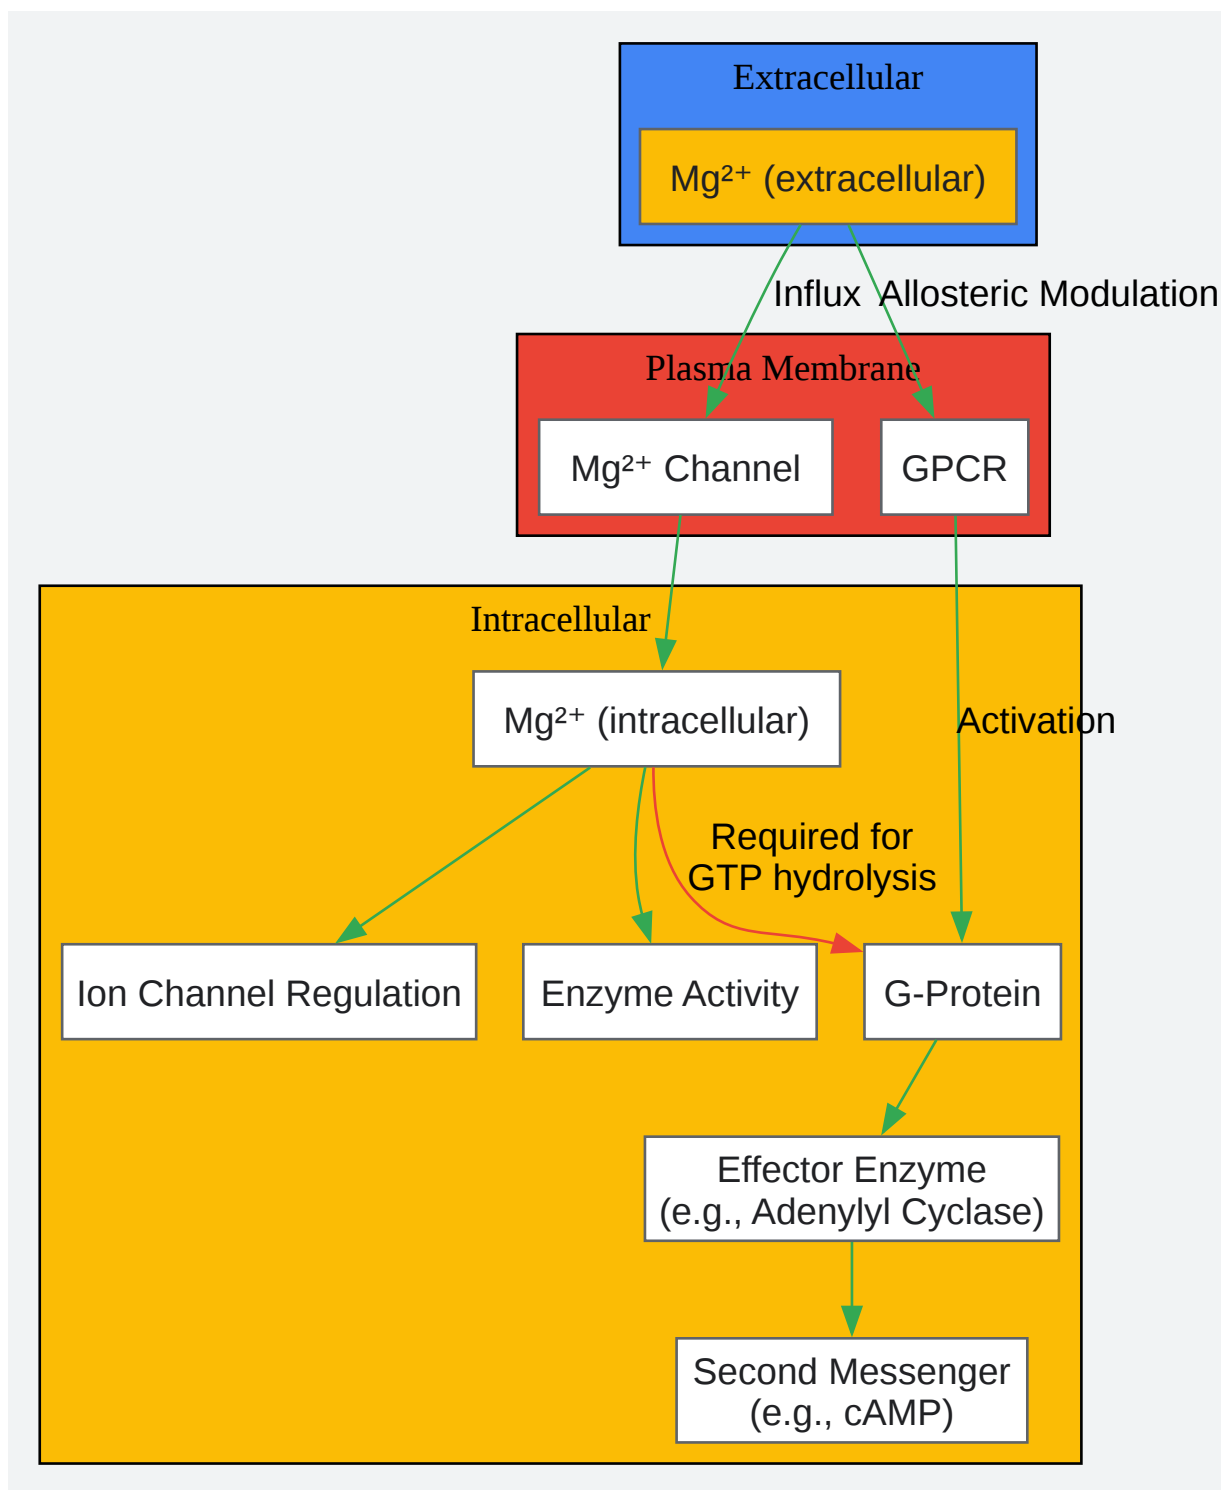 Extracellular
Mg²⁺ (extracellular)
Influx
Allosteric Modulation
Plasma Membrane
Mg²⁺ Channel
GPCR
Intracellular
Mg²⁺ (intracellular)
Activation
Required for
GTP hydrolysis
Ion Channel Regulation
Enzyme Activity
G-Protein
Effector Enzyme
(e.g., Adenylyl Cyclase)
Second Messenger
(e.g., cAMP)